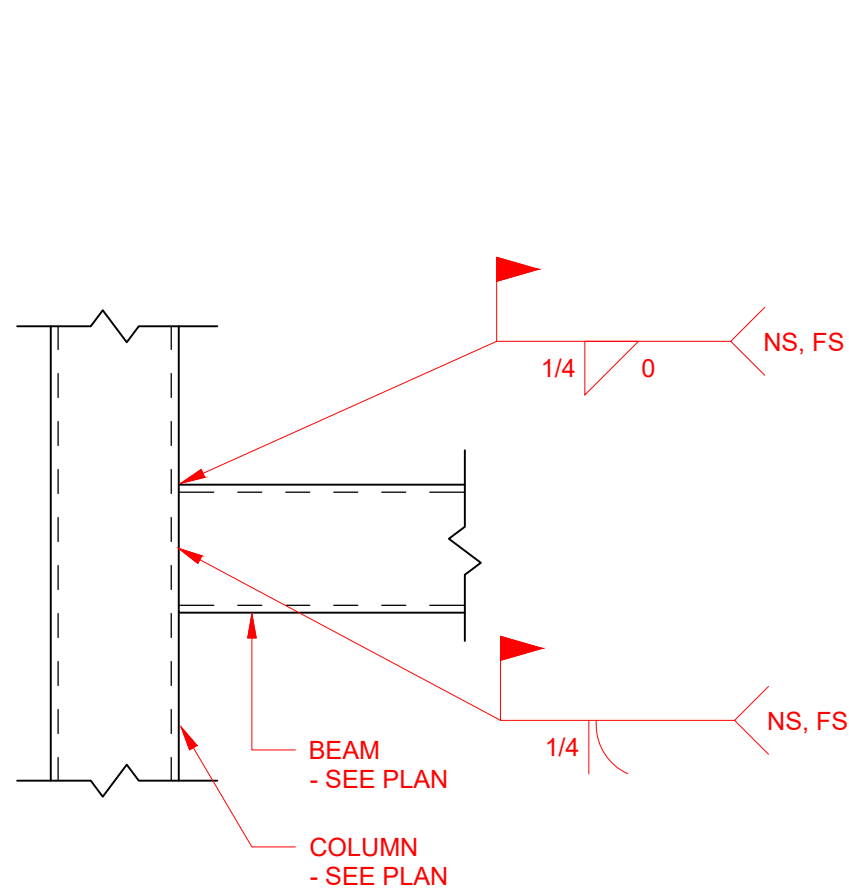 NS, FS
1/4
0
NS, FS
1/4
BEAM
- SEE PLAN
COLUMN
- SEE PLAN